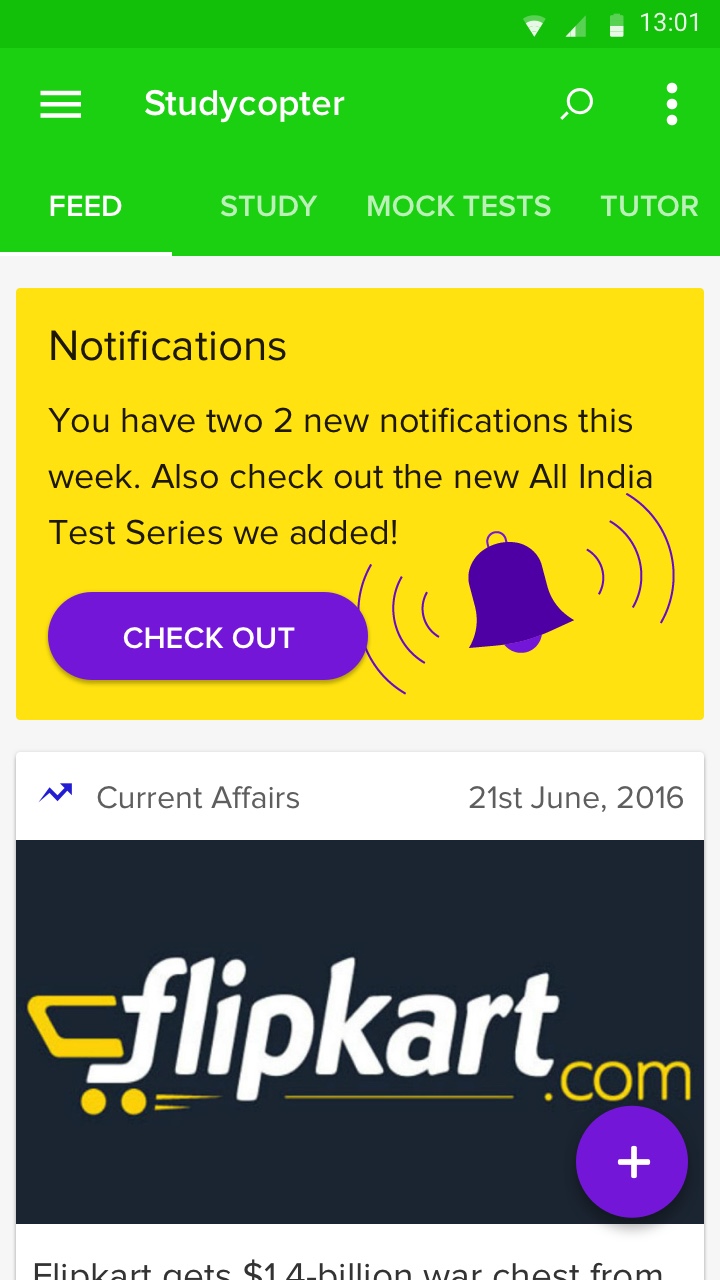 13:01
Studycopter
FEED STUDY MOCK TESTS TUTOR
Notifications
You have two 2 new notifications this
week. Also check out the new All India
Test Series we added!
CHECK OUT
Current Affairs 21st June, 2016
flipkart.com
Flipkart gets $1.4-billion war chest from